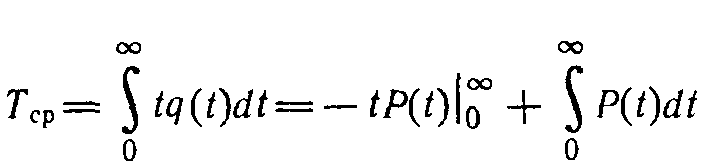 T_ср = ∫_0^∞ tq(t)dt = − tP(t)|_0^∞ + ∫_0^∞ P(t)dt